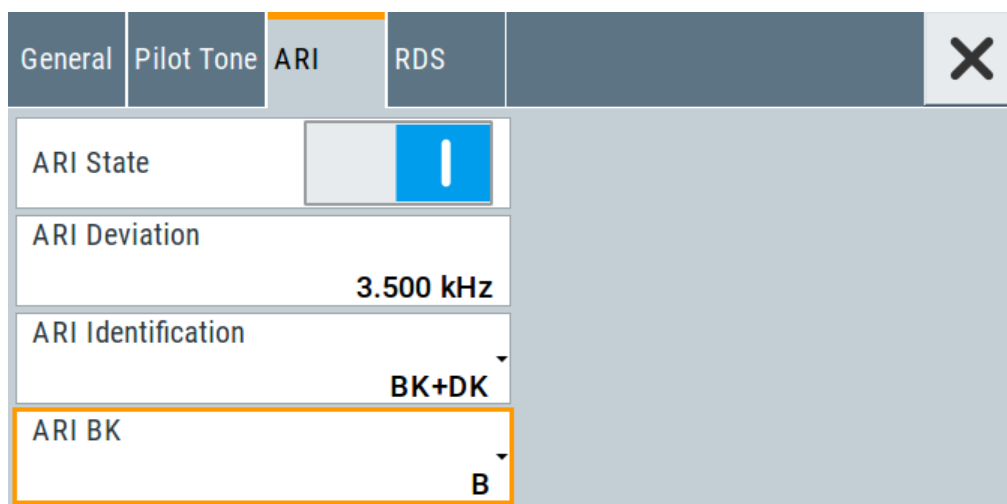 General Pilot Tone ARI RDS
ARI State
ARI Deviation
3.500 kHz
ARI Identification
BK+DK
ARI BK
B